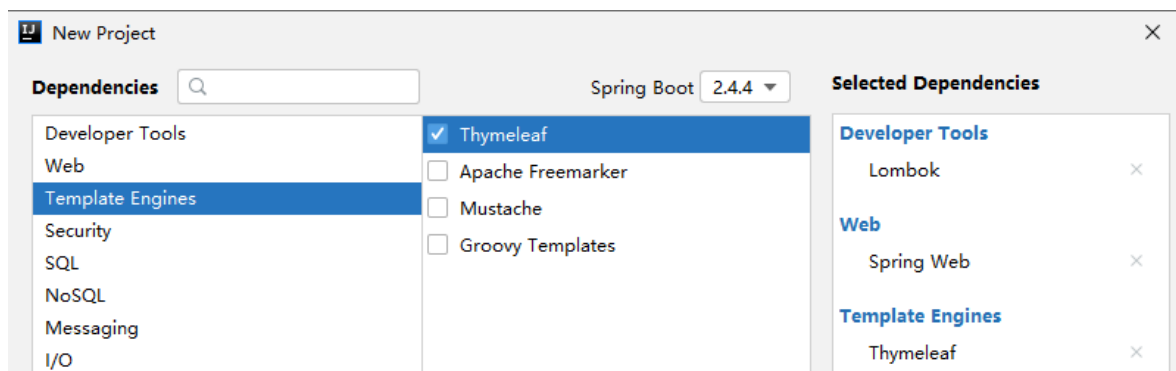 IJ New Project
Dependencies
Spring Boot 2.4.4
Developer Tools
Web
Template Engines
Security
SQL
NoSQL
Messaging
I/O
Thymeleaf
Apache Freemarker
Mustache
Groovy Templates
Selected Dependencies
Developer Tools
Lombok
Web
Spring Web
Template Engines
Thymeleaf